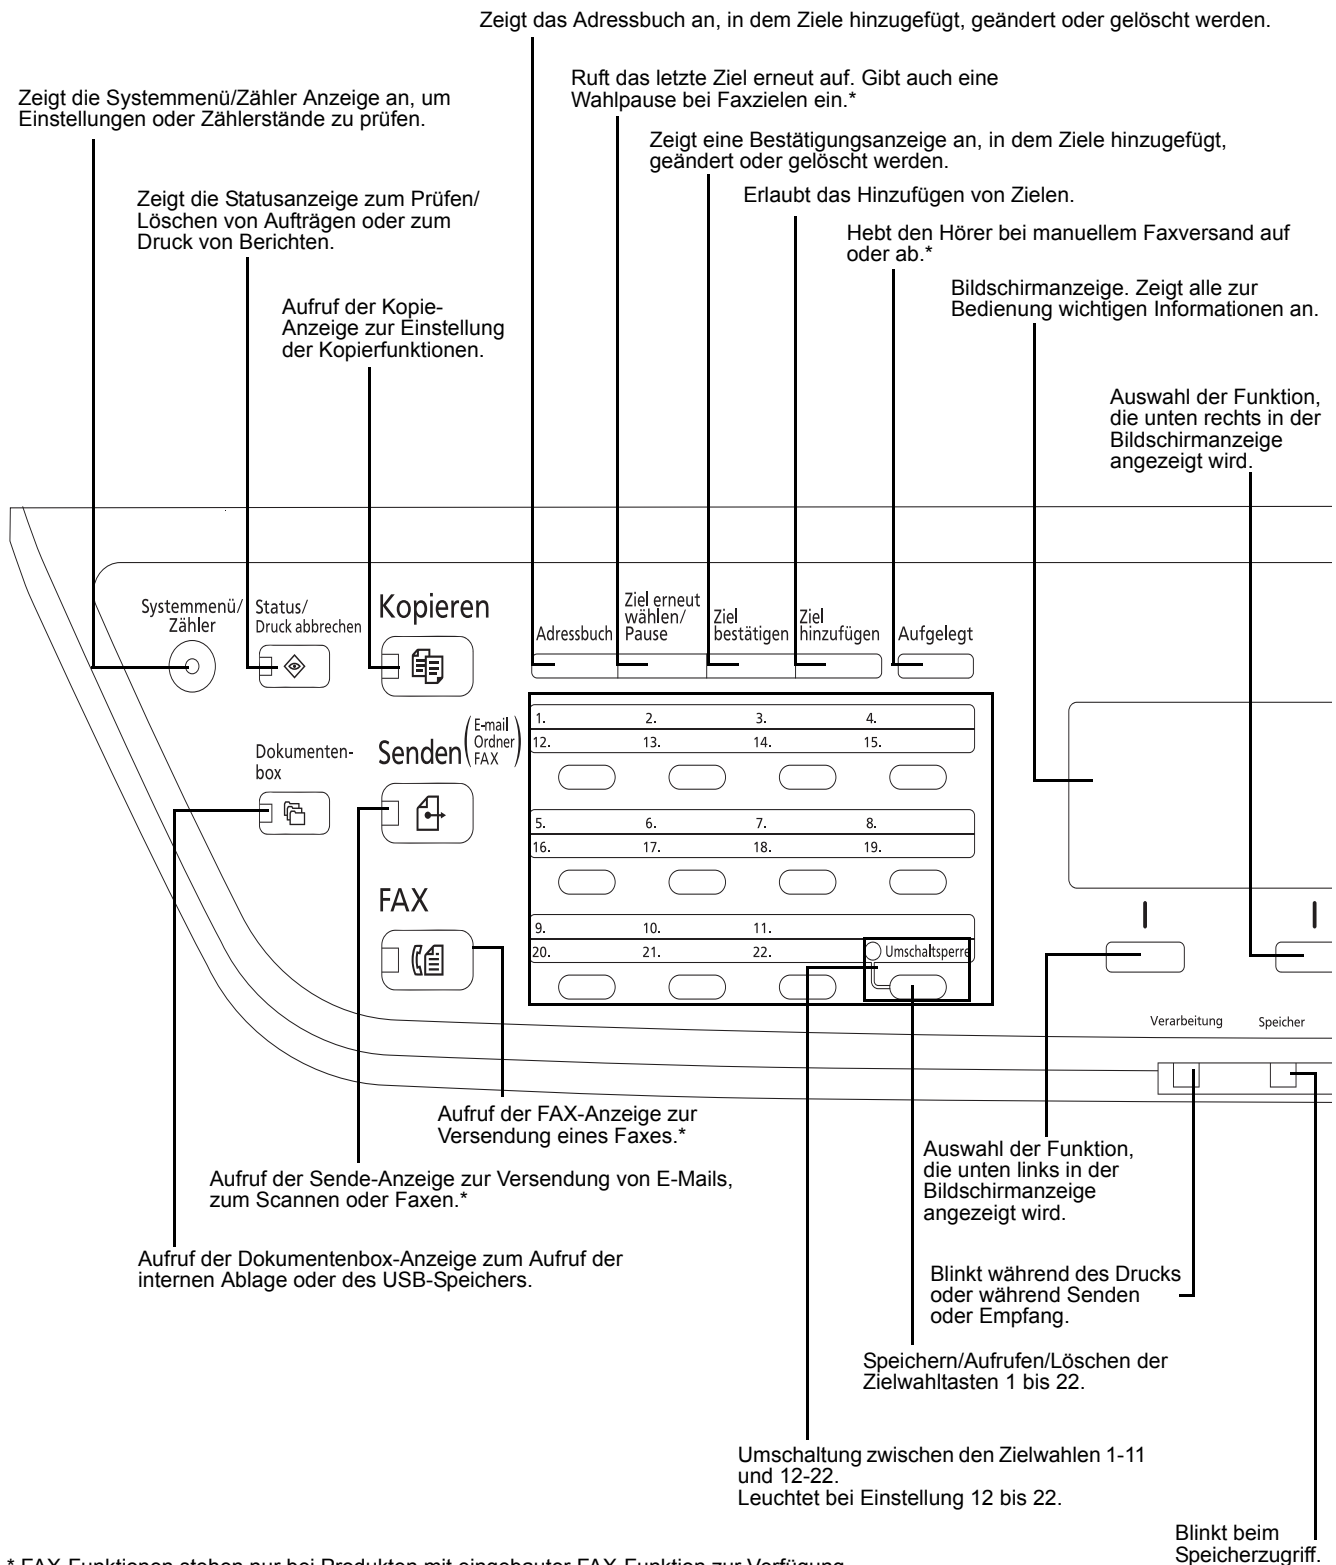 Zeigt das Adressbuch an, in dem Ziele hinzugefügt, geändert oder gelöscht werden.
Ruft das letzte Ziel erneut auf. Gibt auch eine
Wahlpause bei Faxzielen ein.*
Zeigt die Systemmenü/Zähler Anzeige an, um
Einstellungen oder Zählerstände zu prüfen.
Zeigt eine Bestätigungsanzeige an, in dem Ziele hinzugefügt,
geändert oder gelöscht werden.
Zeigt die Statusanzeige zum Prüfen/
Löschen von Aufträgen oder zum
Druck von Berichten.
Erlaubt das Hinzufügen von Zielen.
Hebt den Hörer bei manuellem Faxversand auf
oder ab.*
Aufruf der Kopie-
Anzeige zur Einstellung
der Kopierfunktionen.
Bildschirmanzeige. Zeigt alle zur
Bedienung wichtigen Informationen an.
Auswahl der Funktion,
die unten rechts in der
Bildschirmanzeige
angezeigt wird.
Systemmenü/
Zähler
Status/
Druck abbrechen
Kopieren
Adressbuch
Ziel erneut
wählen/
Pause
Ziel
bestätigen
Ziel
hinzufügen
Aufgelegt
Dokumenten-
box
Senden
E-mail
Ordner
FAX
FAX
1. 2. 3. 4.
12. 13. 14. 15.
5. 6. 7. 8.
16. 17. 18. 19.
9. 10. 11.
20. 21. 22. Umschaltsperre
Verarbeitung Speicher
Aufruf der FAX-Anzeige zur
Versendung eines Faxes.*
Aufruf der Sende-Anzeige zur Versendung von E-Mails,
zum Scannen oder Faxen.*
Aufruf der Dokumentenbox-Anzeige zum Aufruf der
internen Ablage oder des USB-Speichers.
Auswahl der Funktion,
die unten links in der
Bildschirmanzeige
angezeigt wird.
Blinkt während des Drucks
oder während Senden
oder Empfang.
Speichern/Aufrufen/Löschen der
Zielwahltasten 1 bis 22.
Umschaltung zwischen den Zielwahlen 1-11
und 12-22.
Leuchtet bei Einstellung 12 bis 22.
Blinkt beim
Speicherzugriff.
* FAX-Funktionen stehen nur bei Produkten mit eingebauter FAX-Funktion zur Verfügung